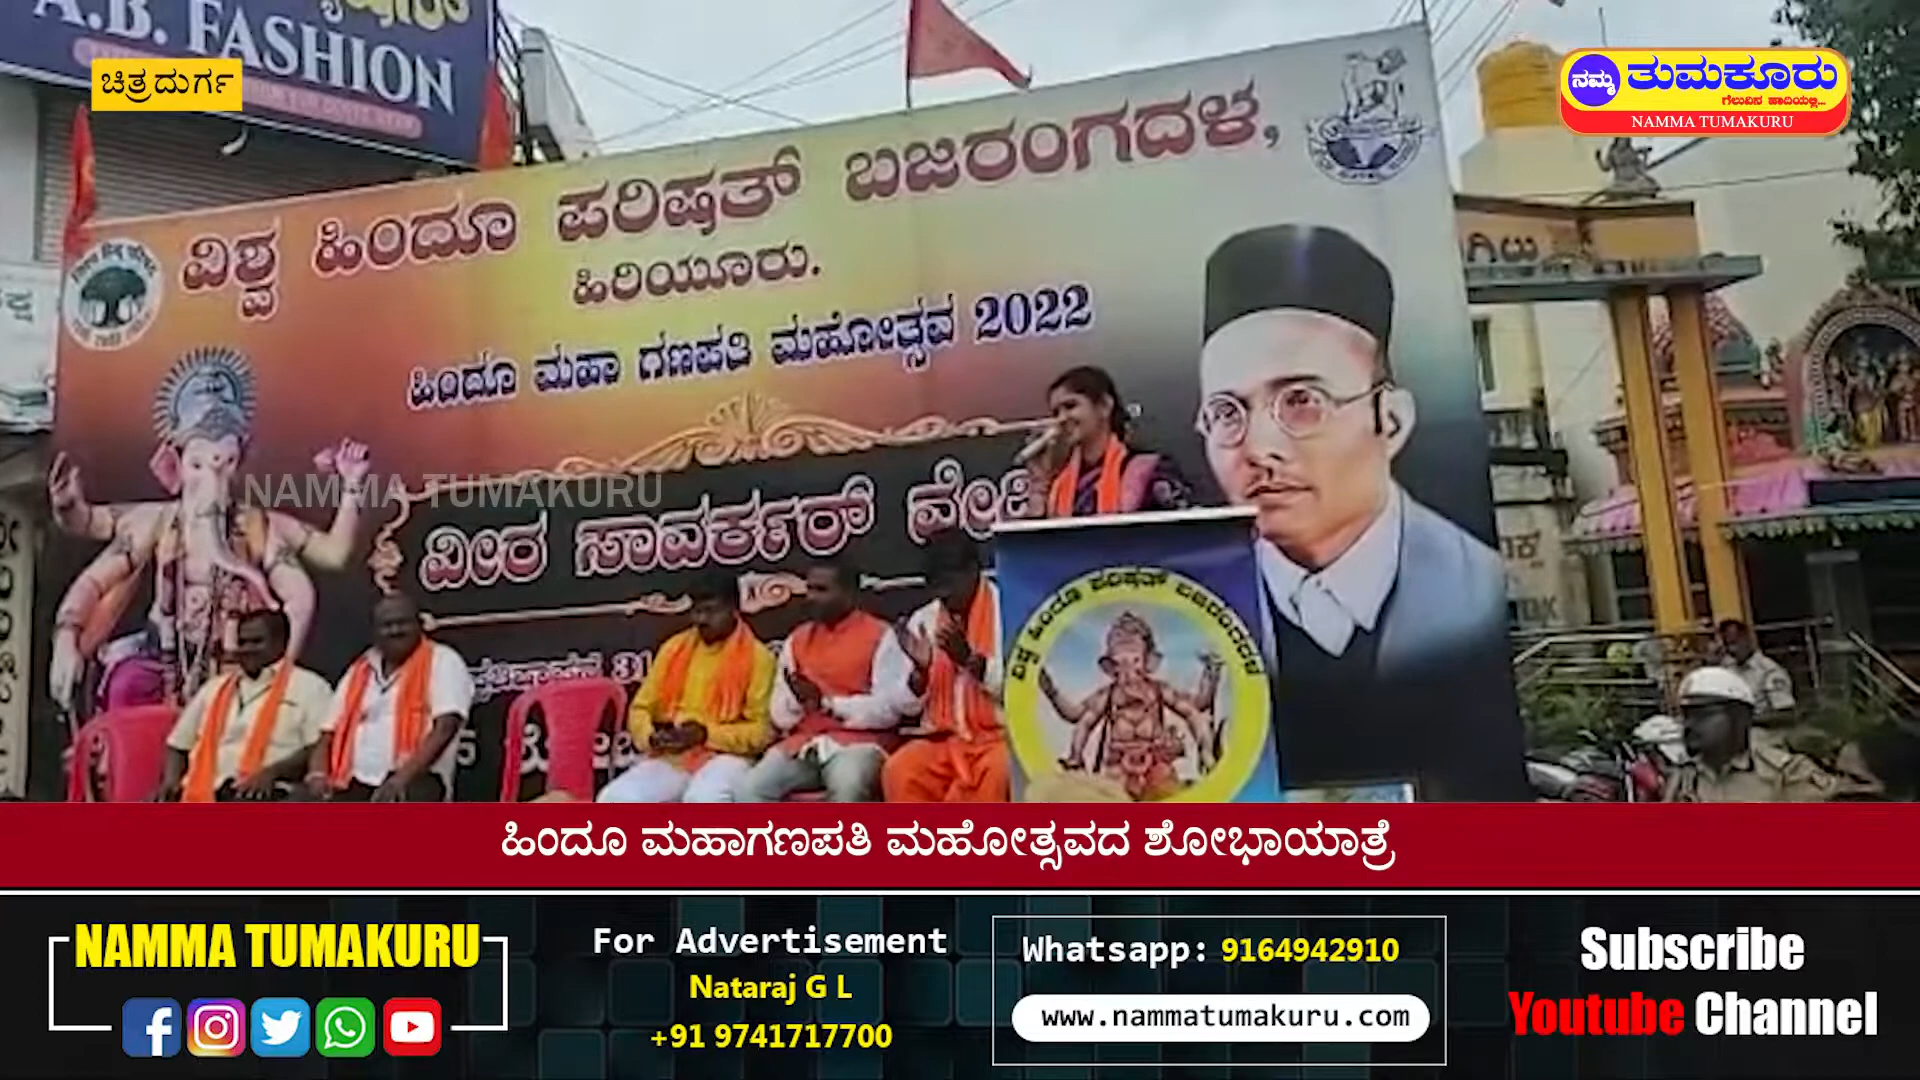 A.B. FASHION
ಚಿತ್ರದುರ್ಗ
ನಮ್ಮ ತುಮಕೂರು
ಗೆಲುವಿನ ಹಾದಿಯಲ್ಲಿ...
NAMMA TUMAKURU
ವಿಶ್ವ ಹಿಂದೂ ಪರಿಷತ್ ಬಜರಂಗದಳ,
ಹಿರಿಯೂರು.
ಹಿಂದೂ ಮಹಾ ಗಣಪತಿ ಮಹೋತ್ಸವ 2022
NAMMA TUMAKURU
ವೀರ ಸಾವರ್ಕರ್
ವಿಶ್ವ ಹಿಂದೂ ಪರಿಷತ್ ಬಜರಂಗದಳ
ಹಿಂದೂ ಮಹಾಗಣಪತಿ ಮಹೋತ್ಸವದ ಶೋಭಾಯಾತ್ರೆ
NAMMA TUMAKURU
For Advertisement
Nataraj G L
+91 9741717700
Whatsapp: 9164942910
www.nammatumakuru.com
Subscribe
Youtube Channel